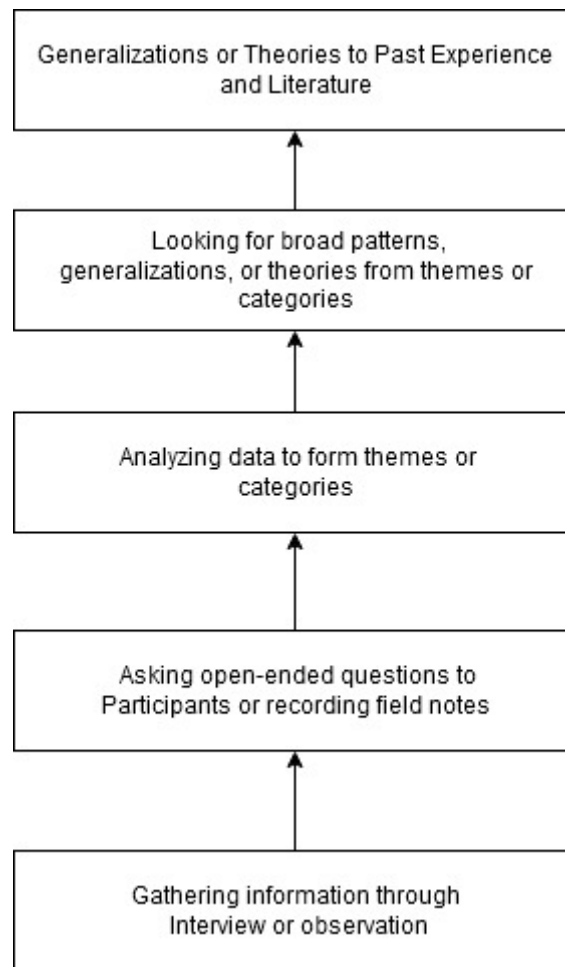 Generalizations or Theories to Past Experience
and Literature
Looking for broad patterns,
generalizations, or theories from themes or
categories
Analyzing data to form themes or
categories
Asking open-ended questions to
Participants or recording field notes
Gathering information through
Interview or observation